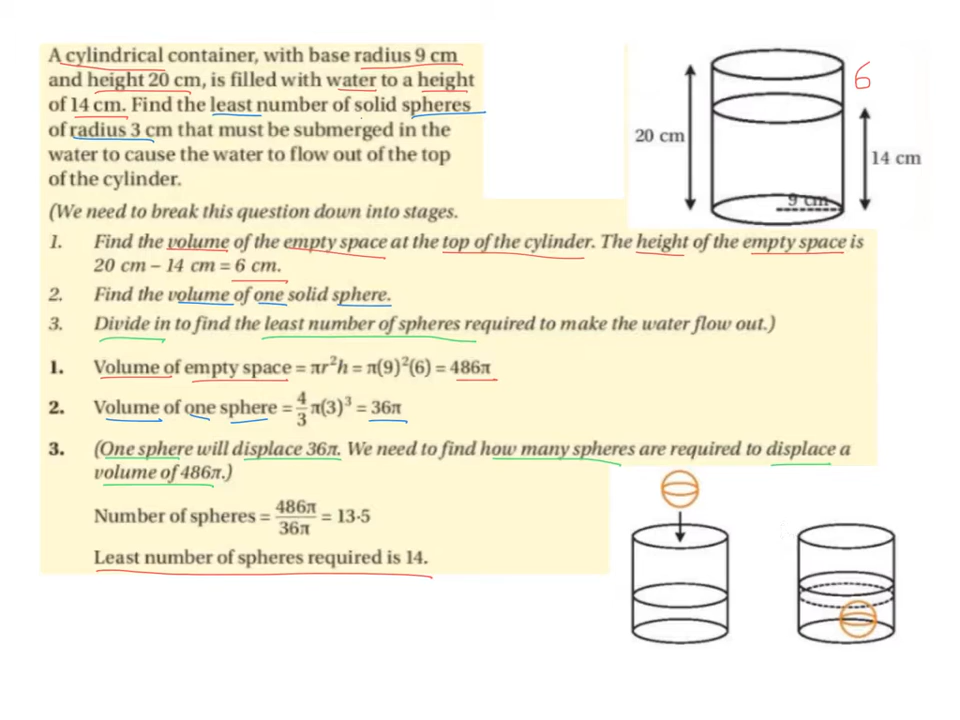 A cylindrical container, with base radius 9 cm
and height 20 cm, is filled with water to a height
of 14 cm. Find the least number of solid spheres
of radius 3 cm that must be submerged in the
water to cause the water to flow out of the top
of the cylinder.
6
20 cm
14 cm
9 cm
(We need to break this question down into stages.
1. Find the volume of the empty space at the top of the cylinder. The height of the empty space is
20 cm – 14 cm = 6 cm.
2. Find the volume of one solid sphere.
3. Divide in to find the least number of spheres required to make the water flow out.)
1. Volume of empty space = πr²h = π(9)²(6) = 486π
2. Volume of one sphere = 4/3 π(3)³ = 36π
3. (One sphere will displace 36π. We need to find how many spheres are required to displace a
volume of 486π.)
Number of spheres = 486π/36π = 13·5
Least number of spheres required is 14.